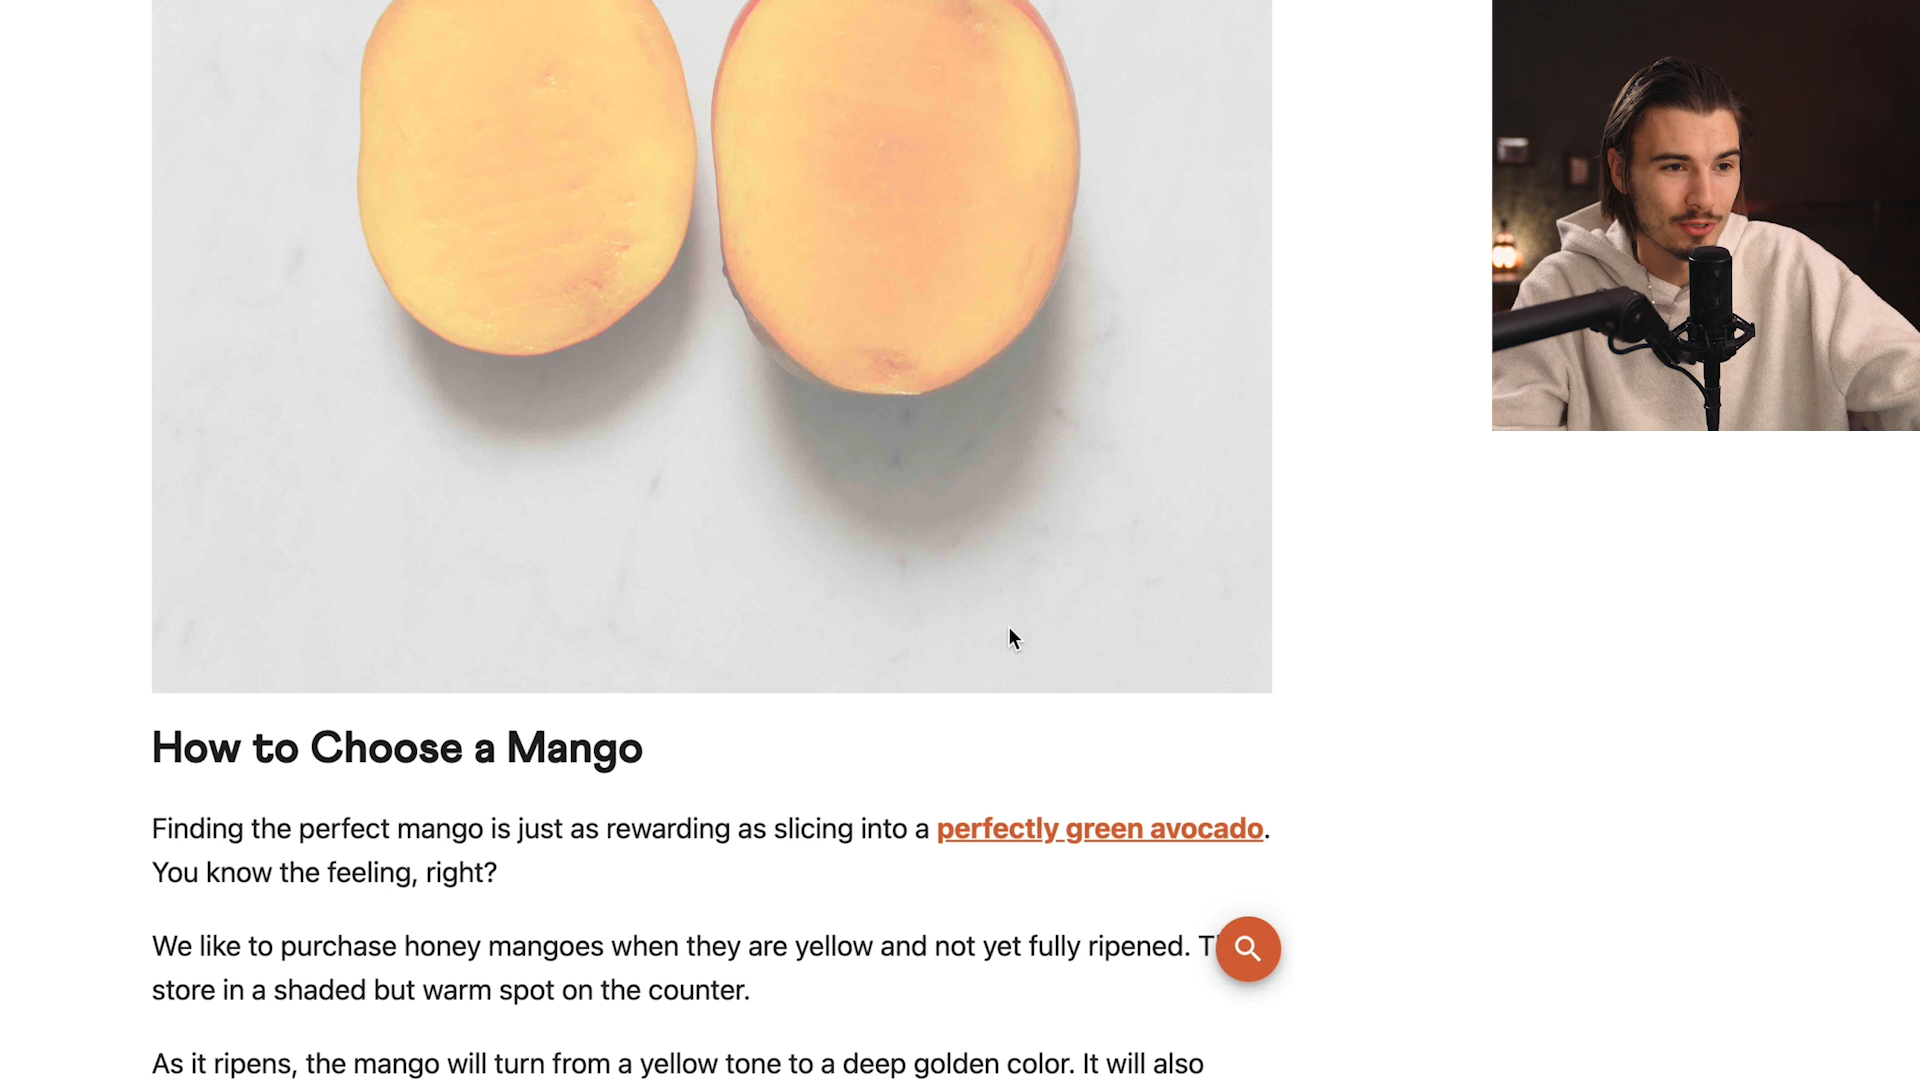 How to Choose a Mango
Finding the perfect mango is just as rewarding as slicing into a perfectly green avocado.
You know the feeling, right?
We like to purchase honey mangoes when they are yellow and not yet fully ripened.
store in a shaded but warm spot on the counter.
As it ripens, the mango will turn from a yellow tone to a deep golden color. It will also